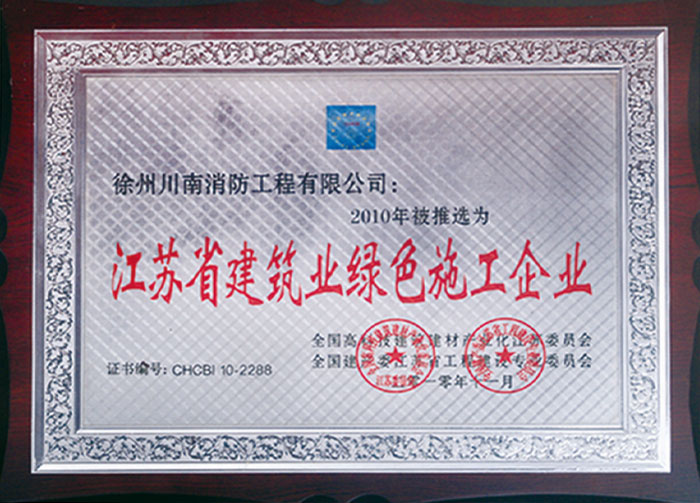 徐州川南消防工程有限公司：
2010年被推选为
江苏省建筑业绿色施工企业
全国高科技建筑建材产业化江苏委员会
全国建 委江苏省工程建设专业委员会
证书编号：CHCBI 10-2288
二〇一〇年十一月